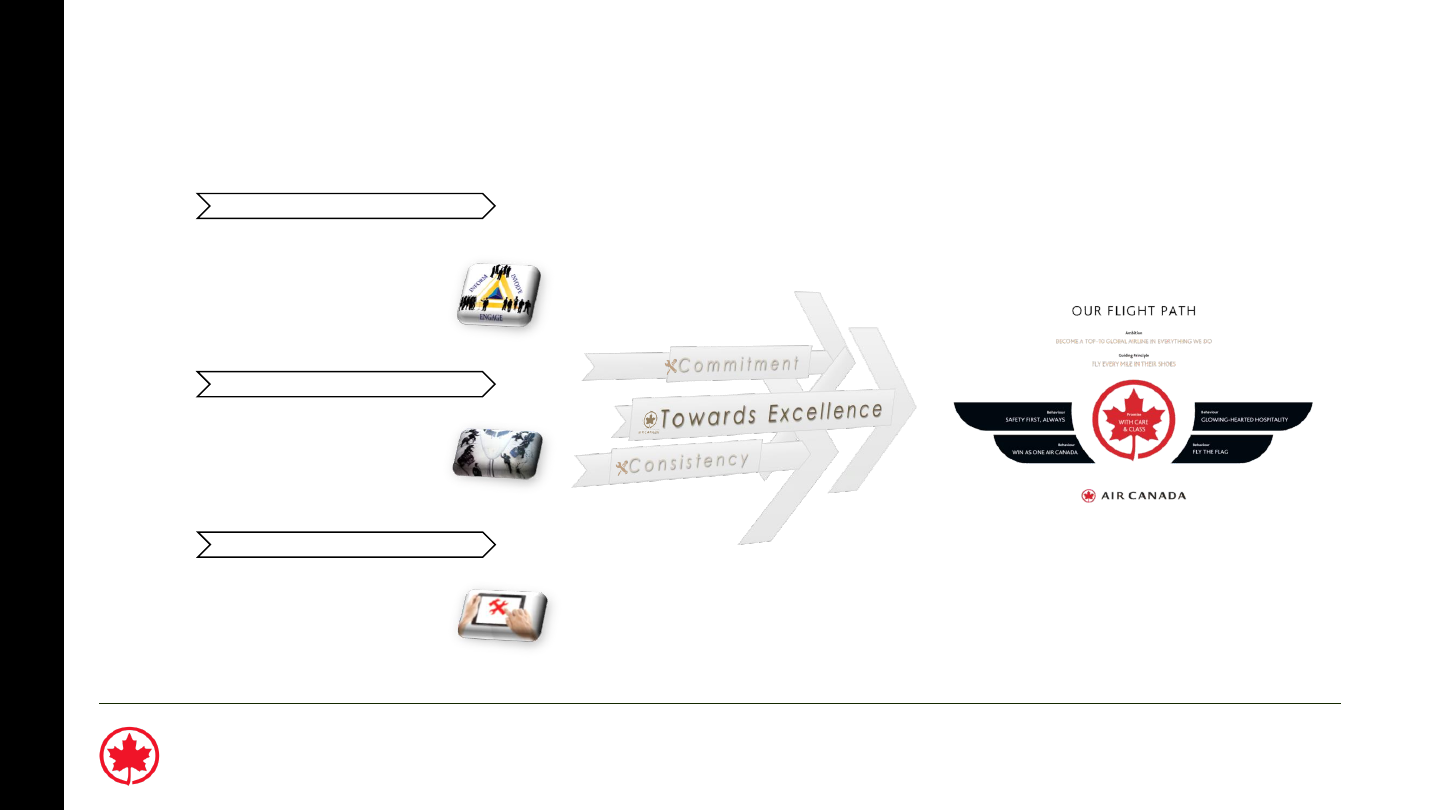 INFORM
INVOLVE
ENGAGE
Commitment
Towards Excellence
Consistency
OUR FLIGHT PATH
Ambition
BECOME A TOP-10 GLOBAL AIRLINE IN EVERYTHING WE DO
Guiding Principle
FLY EVERY MILE IN THEIR SHOES
Behaviour
SAFETY FIRST, ALWAYS
Promise
WITH CARE
& CLASS
Behaviour
GLOWING-HEARTED HOSPITALITY
Behaviour
WIN AS ONE AIR CANADA
Behaviour
FLY THE FLAG
AIR CANADA